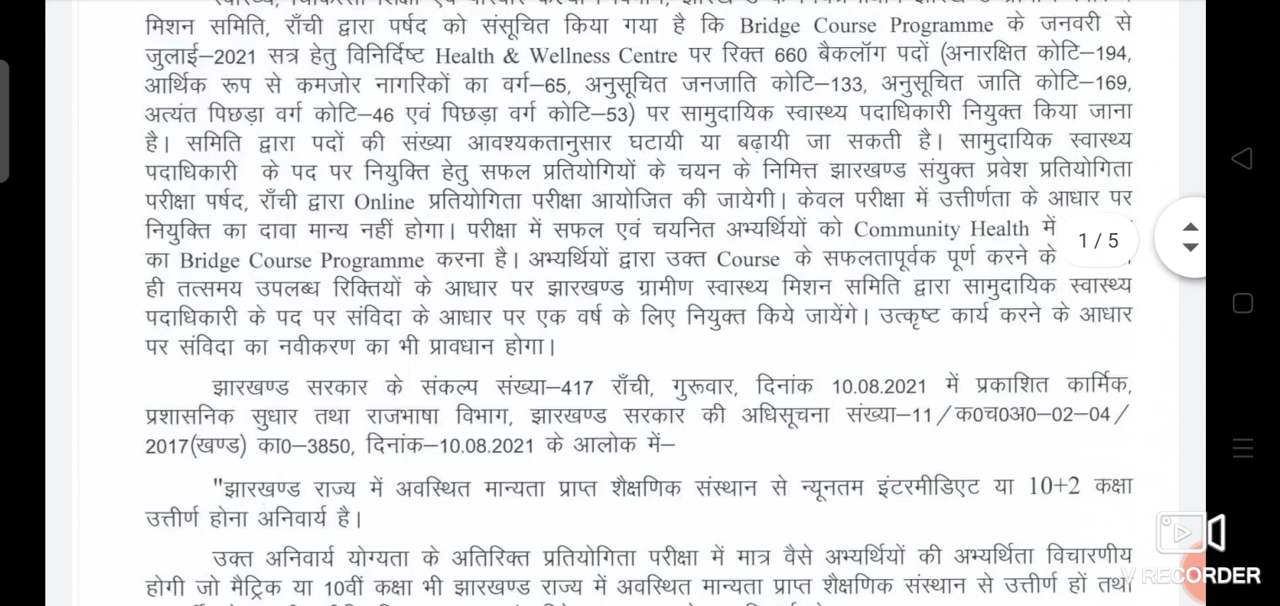 मिशन समिति, राँची द्वारा पर्षद को संसूचित किया गया है कि Bridge Course Programme के जनवरी से
जुलाई–2021 सत्र हेतु विनिर्दिष्ट Health & Wellness Centre पर रिक्त 660 बैकलॉग पदों (अनारक्षित कोटि–194,
आर्थिक रूप से कमजोर नागरिकों का वर्ग–65, अनुसूचित जनजाति कोटि–133, अनुसूचित जाति कोटि–169,
अत्यंत पिछड़ा वर्ग कोटि–46 एवं पिछड़ा वर्ग कोटि–53) पर सामुदायिक स्वास्थ्य पदाधिकारी नियुक्त किया जाना
है। समिति द्वारा पदों की संख्या आवश्यकतानुसार घटायी या बढ़ायी जा सकती है। सामुदायिक स्वास्थ्य
पदाधिकारी के पद पर नियुक्ति हेतु सफल प्रतियोगियों के चयन के निमित्त झारखण्ड संयुक्त प्रवेश प्रतियोगिता
परीक्षा पर्षद, राँची द्वारा Online प्रतियोगिता परीक्षा आयोजित की जायेगी। केवल परीक्षा में उत्तीर्णता के आधार पर
नियुक्ति का दावा मान्य नहीं होगा। परीक्षा में सफल एवं चयनित अभ्यर्थियों को Community Health में
1 / 5
का Bridge Course Programme करना है। अभ्यर्थियों द्वारा उक्त Course के सफलतापूर्वक पूर्ण करने के
ही तत्समय उपलब्ध रिक्तियों के आधार पर झारखण्ड ग्रामीण स्वास्थ्य मिशन समिति द्वारा सामुदायिक स्वास्थ्य
पदाधिकारी के पद पर संविदा के आधार पर एक वर्ष के लिए नियुक्त किये जायेंगे। उत्कृष्ट कार्य करने के आधार
पर संविदा का नवीकरण का भी प्रावधान होगा।
झारखण्ड सरकार के संकल्प संख्या–417 राँची, गुरूवार, दिनांक 10.08.2021 में प्रकाशित कार्मिक,
प्रशासनिक सुधार तथा राजभाषा विभाग, झारखण्ड सरकार की अधिसूचना संख्या–11/क0च0अ0–02–04/
2017(खण्ड) का0–3850, दिनांक–10.08.2021 के आलोक में–
"झारखण्ड राज्य में अवस्थित मान्यता प्राप्त शैक्षणिक संस्थान से न्यूनतम इंटरमीडिएट या 10+2 कक्षा
उत्तीर्ण होना अनिवार्य है।
उक्त अनिवार्य योग्यता के अतिरिक्त प्रतियोगिता परीक्षा में मात्र वैसे अभ्यर्थियों की अभ्यर्थिता विचारणीय
होगी जो मैट्रिक या 10वीं कक्षा भी झारखण्ड राज्य में अवस्थित मान्यता प्राप्त शैक्षणिक संस्थान से उत्तीर्ण हों तथा
V RECORDER